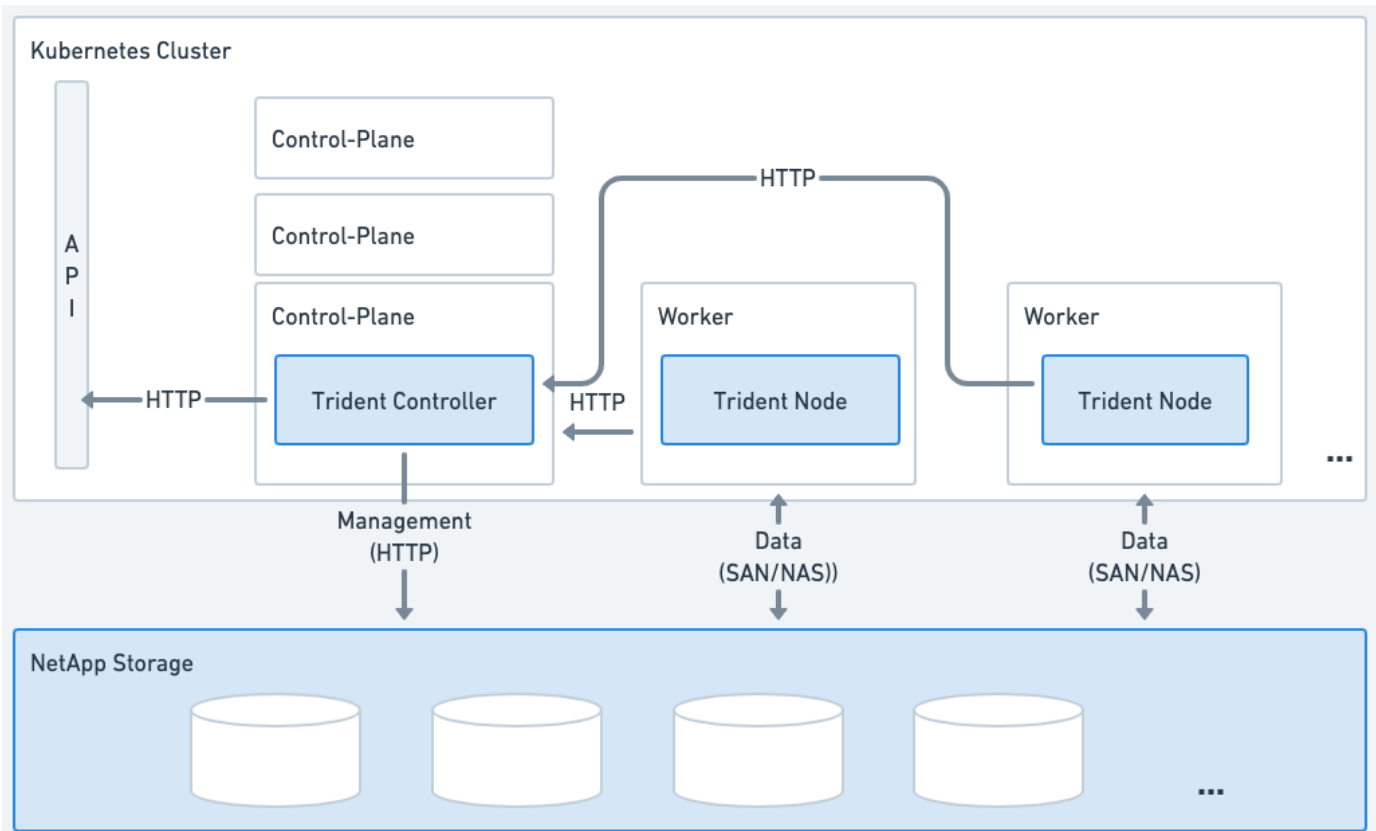 Kubernetes Cluster
A
P
I
Control-Plane
Control-Plane
Control-Plane
Trident Controller
HTTP
HTTP
HTTP
Worker
Trident Node
Worker
Trident Node
...
Management
(HTTP)
Data
(SAN/NAS))
Data
(SAN/NAS)
NetApp Storage
...